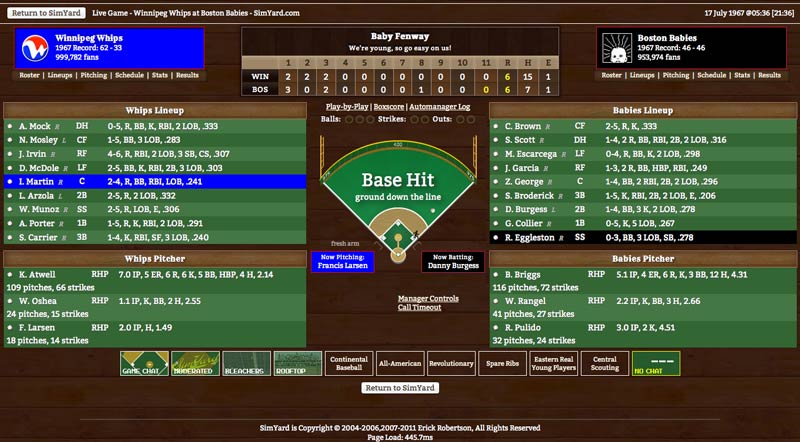 Return to SimYard Live Game - Winnipeg Whips at Boston Babies - SimYard.com 17 July 1967 @05:36 [21:36]
Winnipeg Whips
1967 Record: 62 - 33
999,782 fans
Roster | Lineups | Pitching | Schedule | Stats | Results
Baby Fenway
We're young, so go easy on us!
1 2 3 4 5 6 7 8 9 10 11 R H E
WIN 2 2 2 0 0 0 0 0 0 0 0 6 15 1
BOS 3 0 2 0 0 0 0 1 0 0 0 6 7 1
Boston Babies
1967 Record: 46 - 46
953,974 fans
Roster | Lineups | Pitching | Schedule | Stats | Results
Whips Lineup
A. Mock R DH 0-5, R, BB, K, RBI, 2 LOB, .333
N. Mosley L CF 1-5, BB, 3 LOB, .283
J. Irvin R RF 4-6, R, RBI, 2 LOB, 3 SB, CS, .307
D. McDole R LF 2-5, BB, K, RBI, 2B, 3 LOB, .303
I. Martin R C 2-4, R, BB, RBI, LOB, .241
L. Arzola L 2B 2-5, R, 2 LOB, .332
W. Munoz R SS 2-5, R, LOB, E, .306
A. Porter R 1B 1-5, R, K, RBI, 2 LOB, .291
S. Carrier R 3B 1-4, K, RBI, SF, 3 LOB, .240
Whips Pitcher
K. Atwell RHP 7.0 IP, 5 ER, 6 R, 6 K, 5 BB, HBP, 4 H, 2.14
109 pitches, 66 strikes
W. Oshea RHP 1.1 IP, K, BB, 2 H, 2.55
24 pitches, 15 strikes
F. Larsen RHP 2.0 IP, H, 1.49
18 pitches, 14 strikes
Play-by-Play | Boxscore | Automanager Log
Balls: Strikes: Outs:
400
Base Hit
ground down the line
fresh arm
Now Pitching:
Francis Larsen
Now Batting:
Danny Burgess
Manager Controls
Call Timeout
Babies Lineup
C. Brown R CF 2-5, R, K, .333
S. Scott R DH 1-4, 2 R, BB, RBI, 2B, 2 LOB, .316
M. Escarcega R LF 0-4, R, BB, K, 2 LOB, .298
J. Garcia R RF 1-3, 2 R, BB, HBP, RBI, .249
Z. George R C 1-4, BB, 2 RBI, 2B, 2 LOB, .296
S. Broderick R 3B 1-5, K, RBI, 2B, 2 LOB, .206
D. Burgess L 2B 1-4, BB, 3 K, 2 LOB, .278
G. Collier R 1B 0-5, K, 5 LOB, .267
R. Eggleston R SS 0-3, BB, 3 LOB, SB, .278
Babies Pitcher
B. Briggs RHP 5.1 IP, 4 ER, 6 R, K, 3 BB, 12 H, 4.31
116 pitches, 72 strikes
W. Rangel RHP 2.2 IP, K, BB, 3 H, 2.66
41 pitches, 27 strikes
R. Pulido RHP 3.0 IP, 2 K, 4.51
32 pitches, 24 strikes
GAME CHAT
MODERATED
BLEACHERS
ROOFTOP
Continental Baseball
All-American
Revolutionary
Spare Ribs
Eastern Real Young Players
Central Scouting
---
NO CHAT
Return to SimYard
SimYard is Copyright © 2004-2006,2007-2011 Erick Robertson, All Rights Reserved
Page Load: 445.7ms